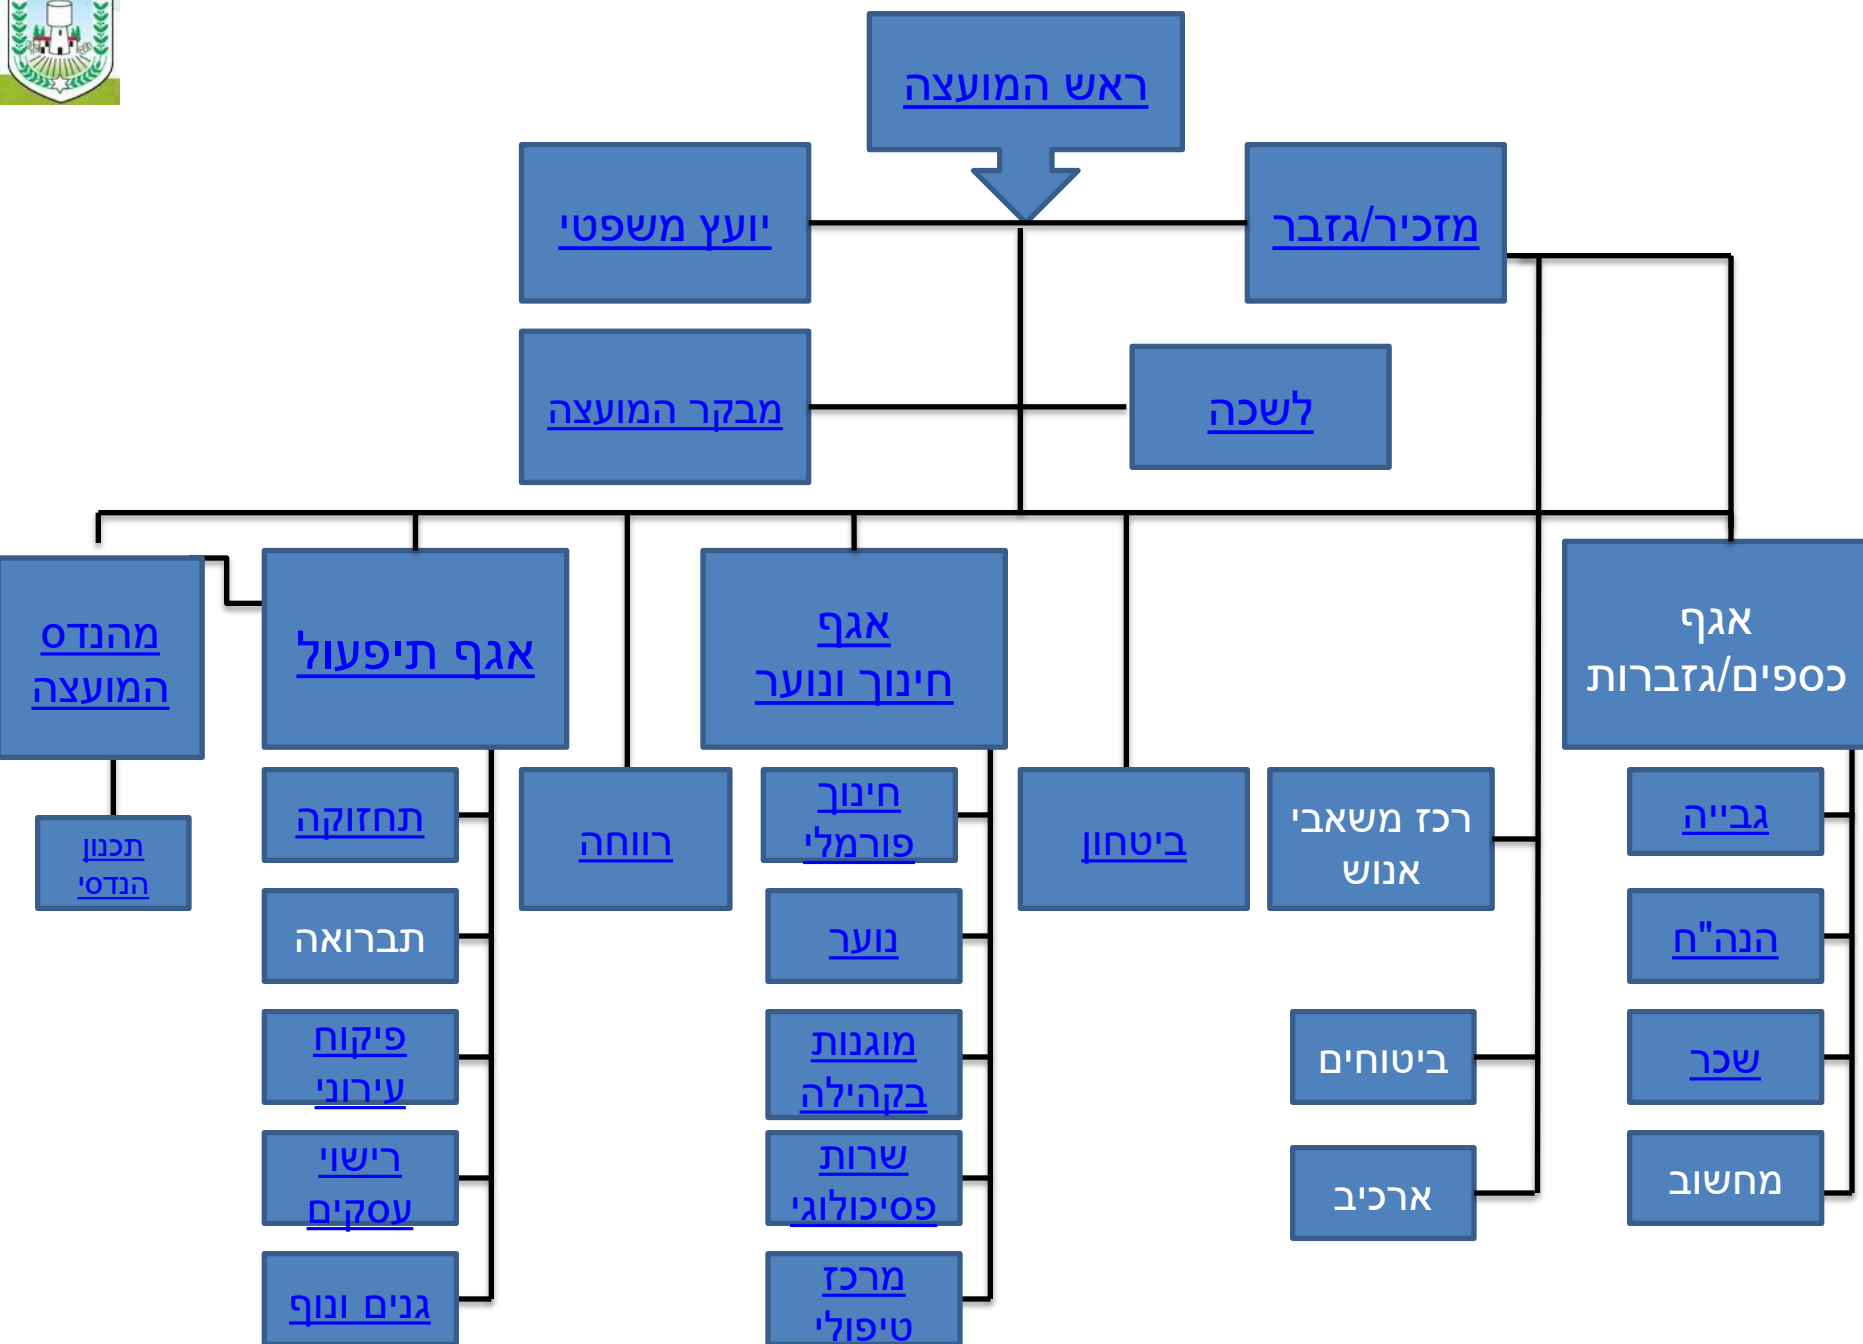 ראש המועצה
מזכיר/גזבר
יועץ משפטי
לשכה
מבקר המועצה
אגף
כספים/גזברות
אגף
חינוך ונוער
אגף תיפעול
מהנדס
המועצה
גבייה
הנה"ח
שכר
מחשוב
רכז משאבי
אנוש
ביטוחים
ארכיב
ביטחון
חינוך
פורמלי
נוער
מוגנות
בקהילה
שרות
פסיכולוגי
מרכז
טיפולי
רווחה
תחזוקה
תברואה
פיקוח
עירוני
רישוי
עסקים
גנים ונוף
תכנון
הנדסי